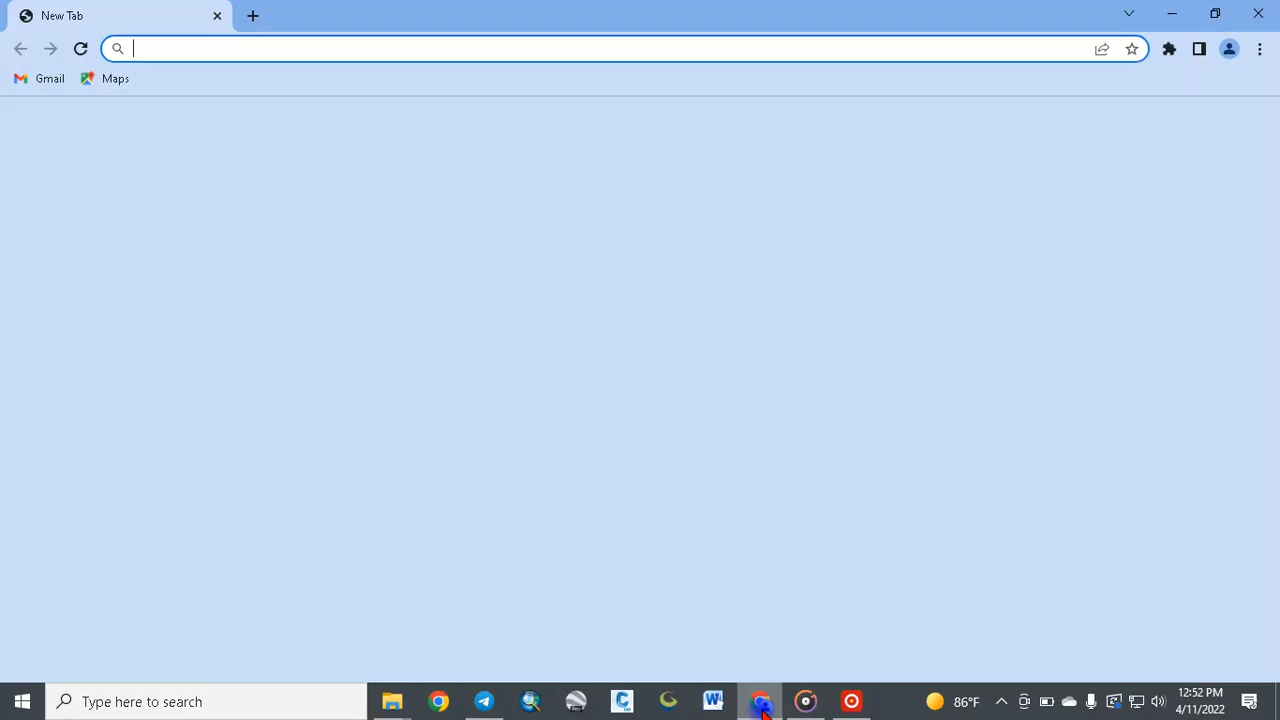 New Tab
Gmail
Maps
Type here to search
86°F
12:52 PM
4/11/2022